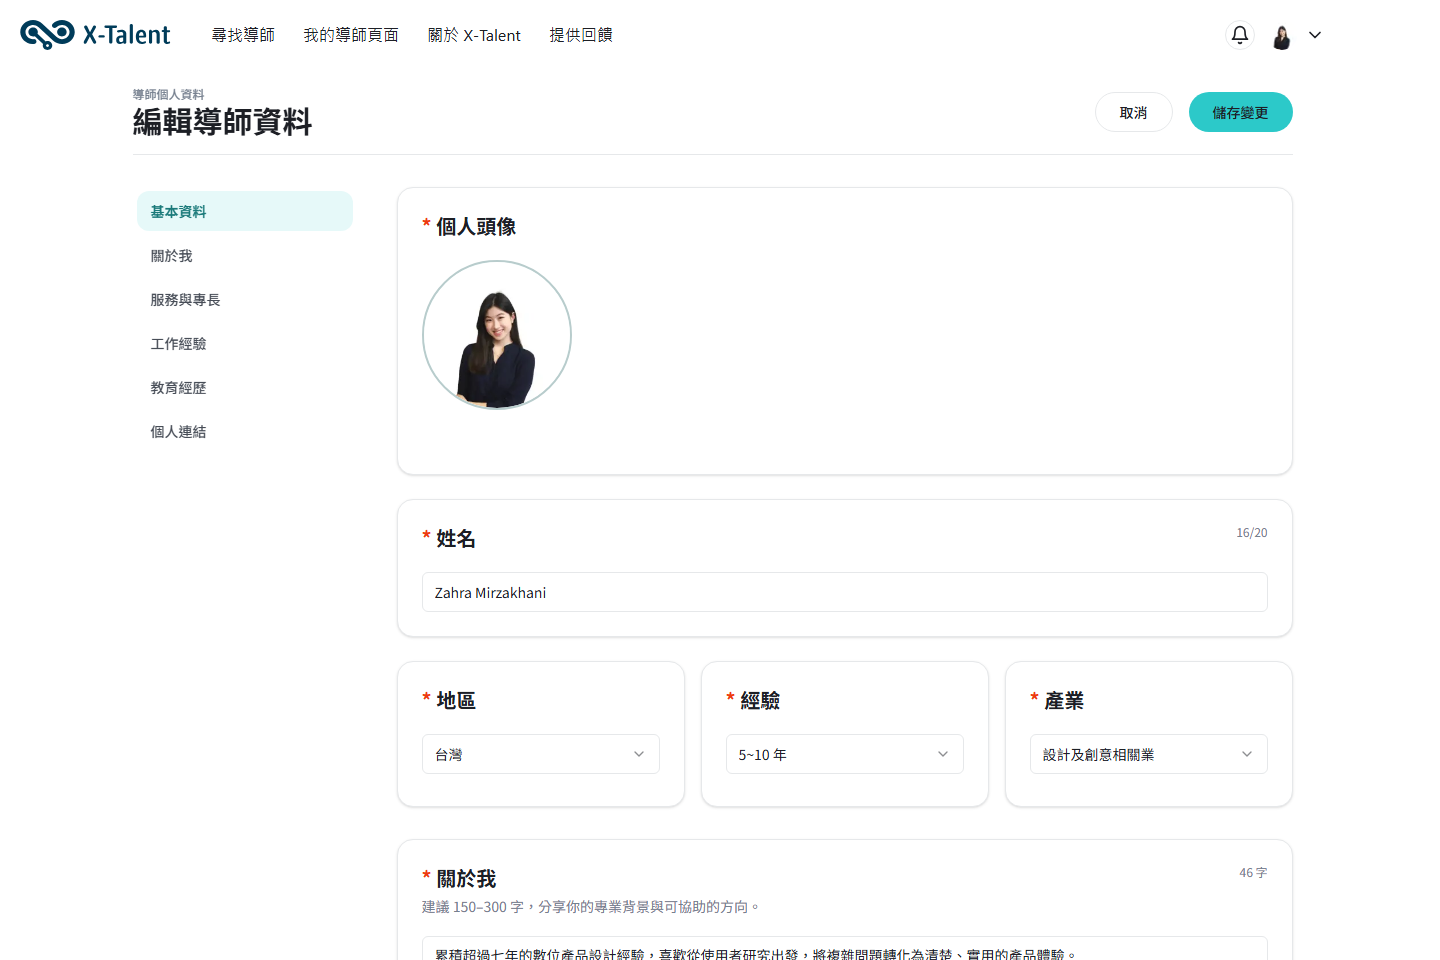 X-Talent
尋找導師
我的導師頁面
關於 X-Talent
提供回饋
導師個人資料
編輯導師資料
取消
儲存變更
基本資料
關於我
服務與專長
工作經驗
教育經歷
個人連結
* 個人頭像
* 姓名
16/20
Zahra Mirzakhani
* 地區
台灣
* 經驗
5~10 年
* 產業
設計及創意相關業
* 關於我
46 字
建議 150–300 字，分享你的專業背景與可協助的方向。
累積超過七年的數位產品設計經驗，喜歡從使用者研究出發，將複雜問題轉化為清楚、實用的產品體驗。